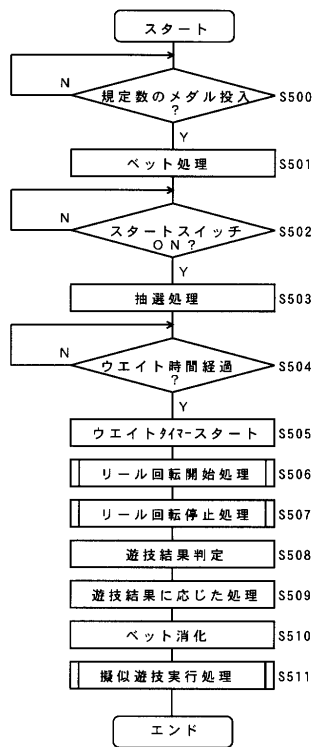 スタート
N
規定数のメダル投入
?
S500
Y
ベット処理
S501
N
スタートスイッチ
ON?
S502
Y
抽選処理
S503
N
ウエイト時間経過
?
S504
Y
ウエイトタイマースタート
S505
リール回転開始処理
S506
リール回転停止処理
S507
遊技結果判定
S508
遊技結果に応じた処理
S509
ベット消化
S510
擬似遊技実行処理
S511
エンド